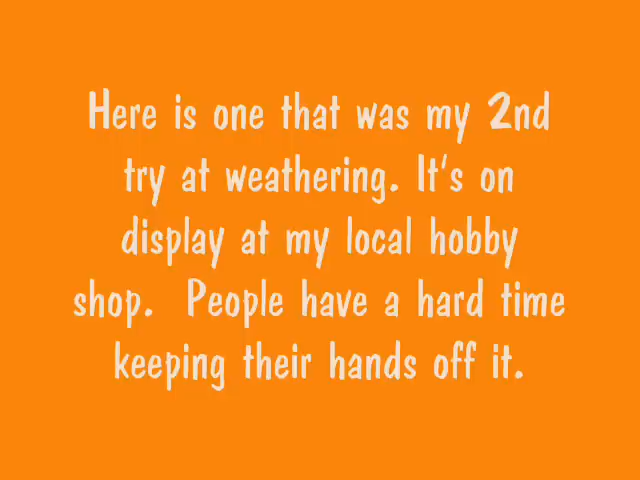 Here is one that was my 2nd
try at weathering. It's on
display at my local hobby
shop.  People have a hard time
keeping their hands off it.